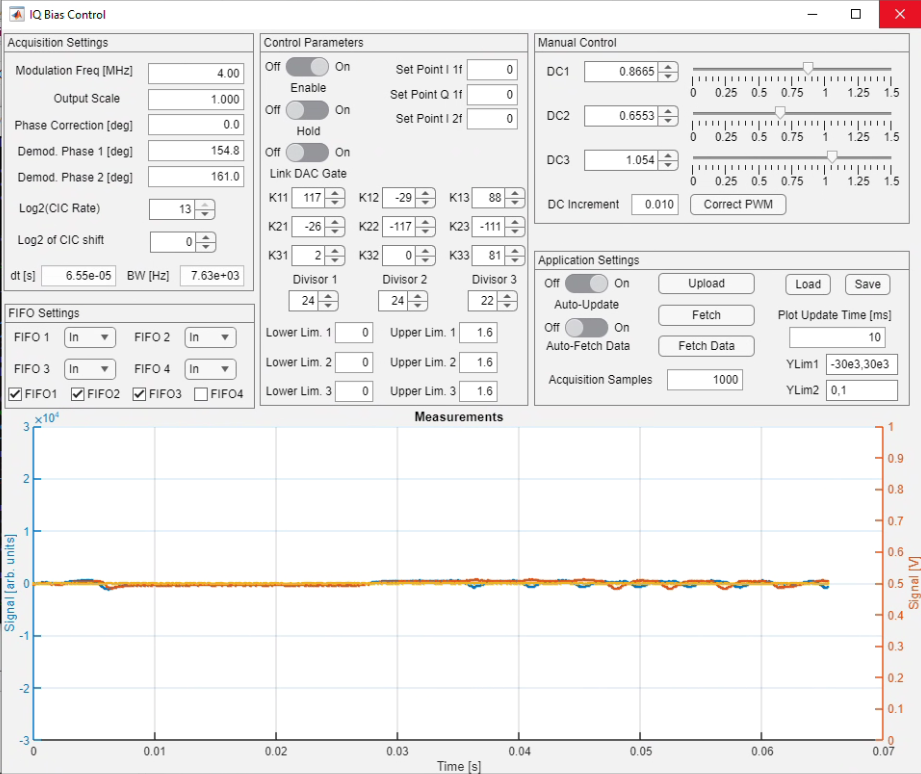 IQ Bias Control
Acquisition Settings
Modulation Freq [MHz] 4.00
Output Scale 1.000
Phase Correction [deg] 0.0
Demod. Phase 1 [deg] 154.8
Demod. Phase 2 [deg] 161.0
Log2(CIC Rate) 13
Log2 of CIC shift 0
dt [s] 6.55e-05 BW [Hz] 7.63e+03
FIFO Settings
FIFO 1 In FIFO 2 In
FIFO 3 In FIFO 4 In
FIFO1 FIFO2 FIFO3 FIFO4
Control Parameters
Off On Set Point I 1f 0
Enable
Set Point Q 1f 0
Off On
Set Point I 2f 0
Hold
Off On
Link DAC Gate
K11 117 K12 -29 K13 88
K21 -26 K22 -117 K23 -111
K31 2 K32 0 K33 81
Divisor 1 Divisor 2 Divisor 3
24 24 22
Lower Lim. 1 0 Upper Lim. 1 1.6
Lower Lim. 2 0 Upper Lim. 2 1.6
Lower Lim. 3 0 Upper Lim. 3 1.6
Manual Control
DC1 0.8665
0 0.25 0.5 0.75 1 1.25 1.5
DC2 0.6553
0 0.25 0.5 0.75 1 1.25 1.5
DC3 1.054
0 0.25 0.5 0.75 1 1.25 1.5
DC Increment 0.010 Correct PWM
Application Settings
Off On Upload Load Save
Auto-Update
Fetch Plot Update Time [ms]
Off On
10
Auto-Fetch Data Fetch Data
YLim1 -30e3,30e3
Acquisition Samples 1000
YLim2 0,1
Measurements
×10⁴
3
2
1
0
-1
-2
-3
Signal [arb. units]
1
0.9
0.8
0.7
0.6
0.5
0.4
0.3
0.2
0.1
0
Signal [V]
0 0.01 0.02 0.03 0.04 0.05 0.06 0.07
Time [s]